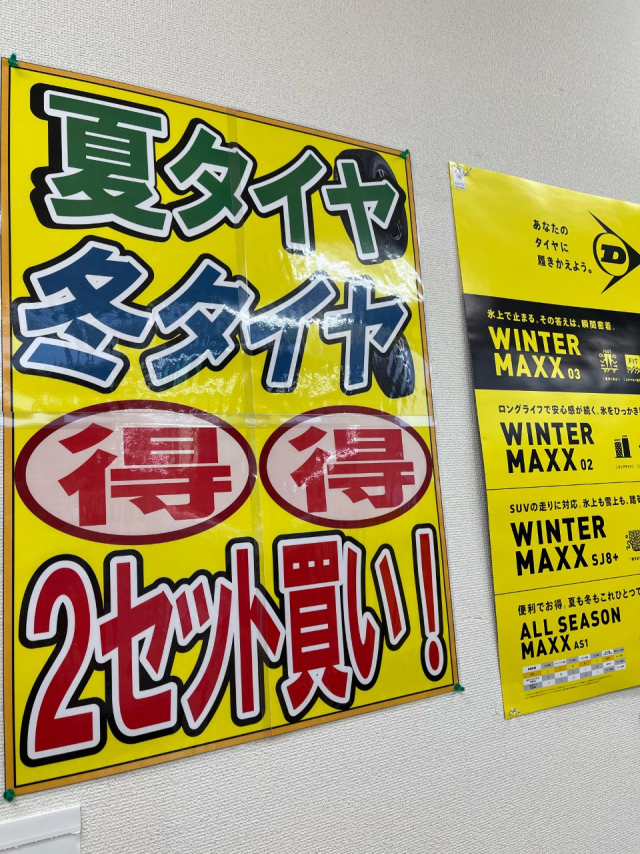 夏タイヤ
冬タイヤ
得 得
2セット買い!
あなたの
タイヤに
履きかえよう。
D
氷上で止まる。その答えは、瞬間密着。
WINTER
MAXX 03
FIT
ロングライフで安心感が続く。氷をひっかき
WINTER
MAXX 02
SUVの走りに対応。氷上も雪上も、
WINTER
MAXX SJ8+
便利でお得。夏も冬もこれひとつで
ALL SEASON
MAXX AS1